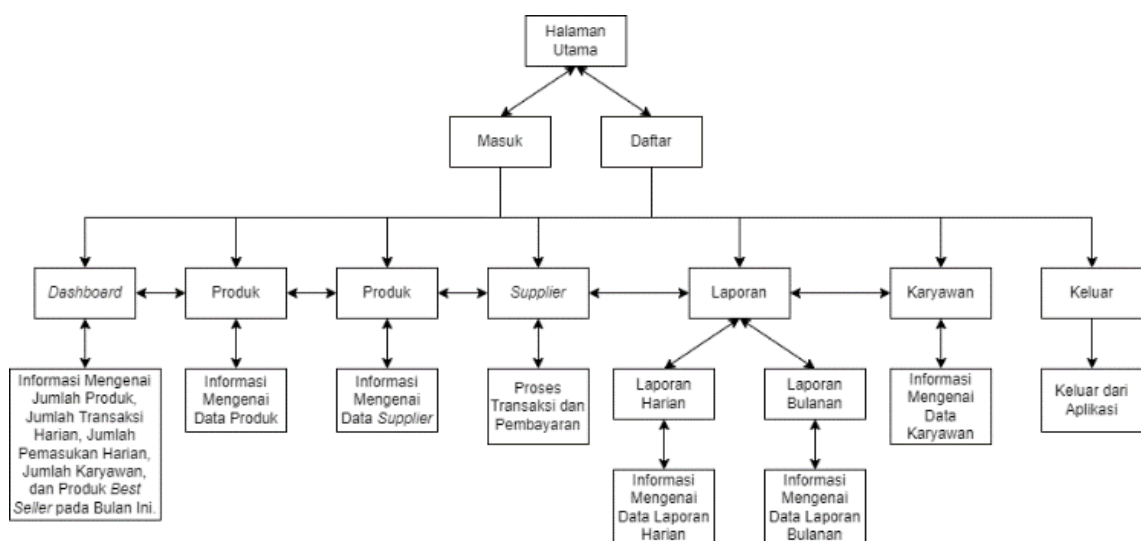 Halaman
Utama
Masuk
Daftar
Dashboard
Produk
Produk
Supplier
Laporan
Karyawan
Keluar
Informasi Mengenai
Jumlah Produk,
Jumlah Transaksi
Harian, Jumlah
Pemasukan Harian,
Jumlah Karyawan,
dan Produk Best
Seller pada Bulan Ini.
Informasi
Mengenai
Data Produk
Informasi
Mengenai
Data Supplier
Proses
Transaksi dan
Pembayaran
Laporan
Harian
Laporan
Bulanan
Informasi
Mengenai
Data
Karyawan
Keluar dari
Aplikasi
Informasi
Mengenai
Data Laporan
Harian
Informasi
Mengenai
Data Laporan
Bulanan